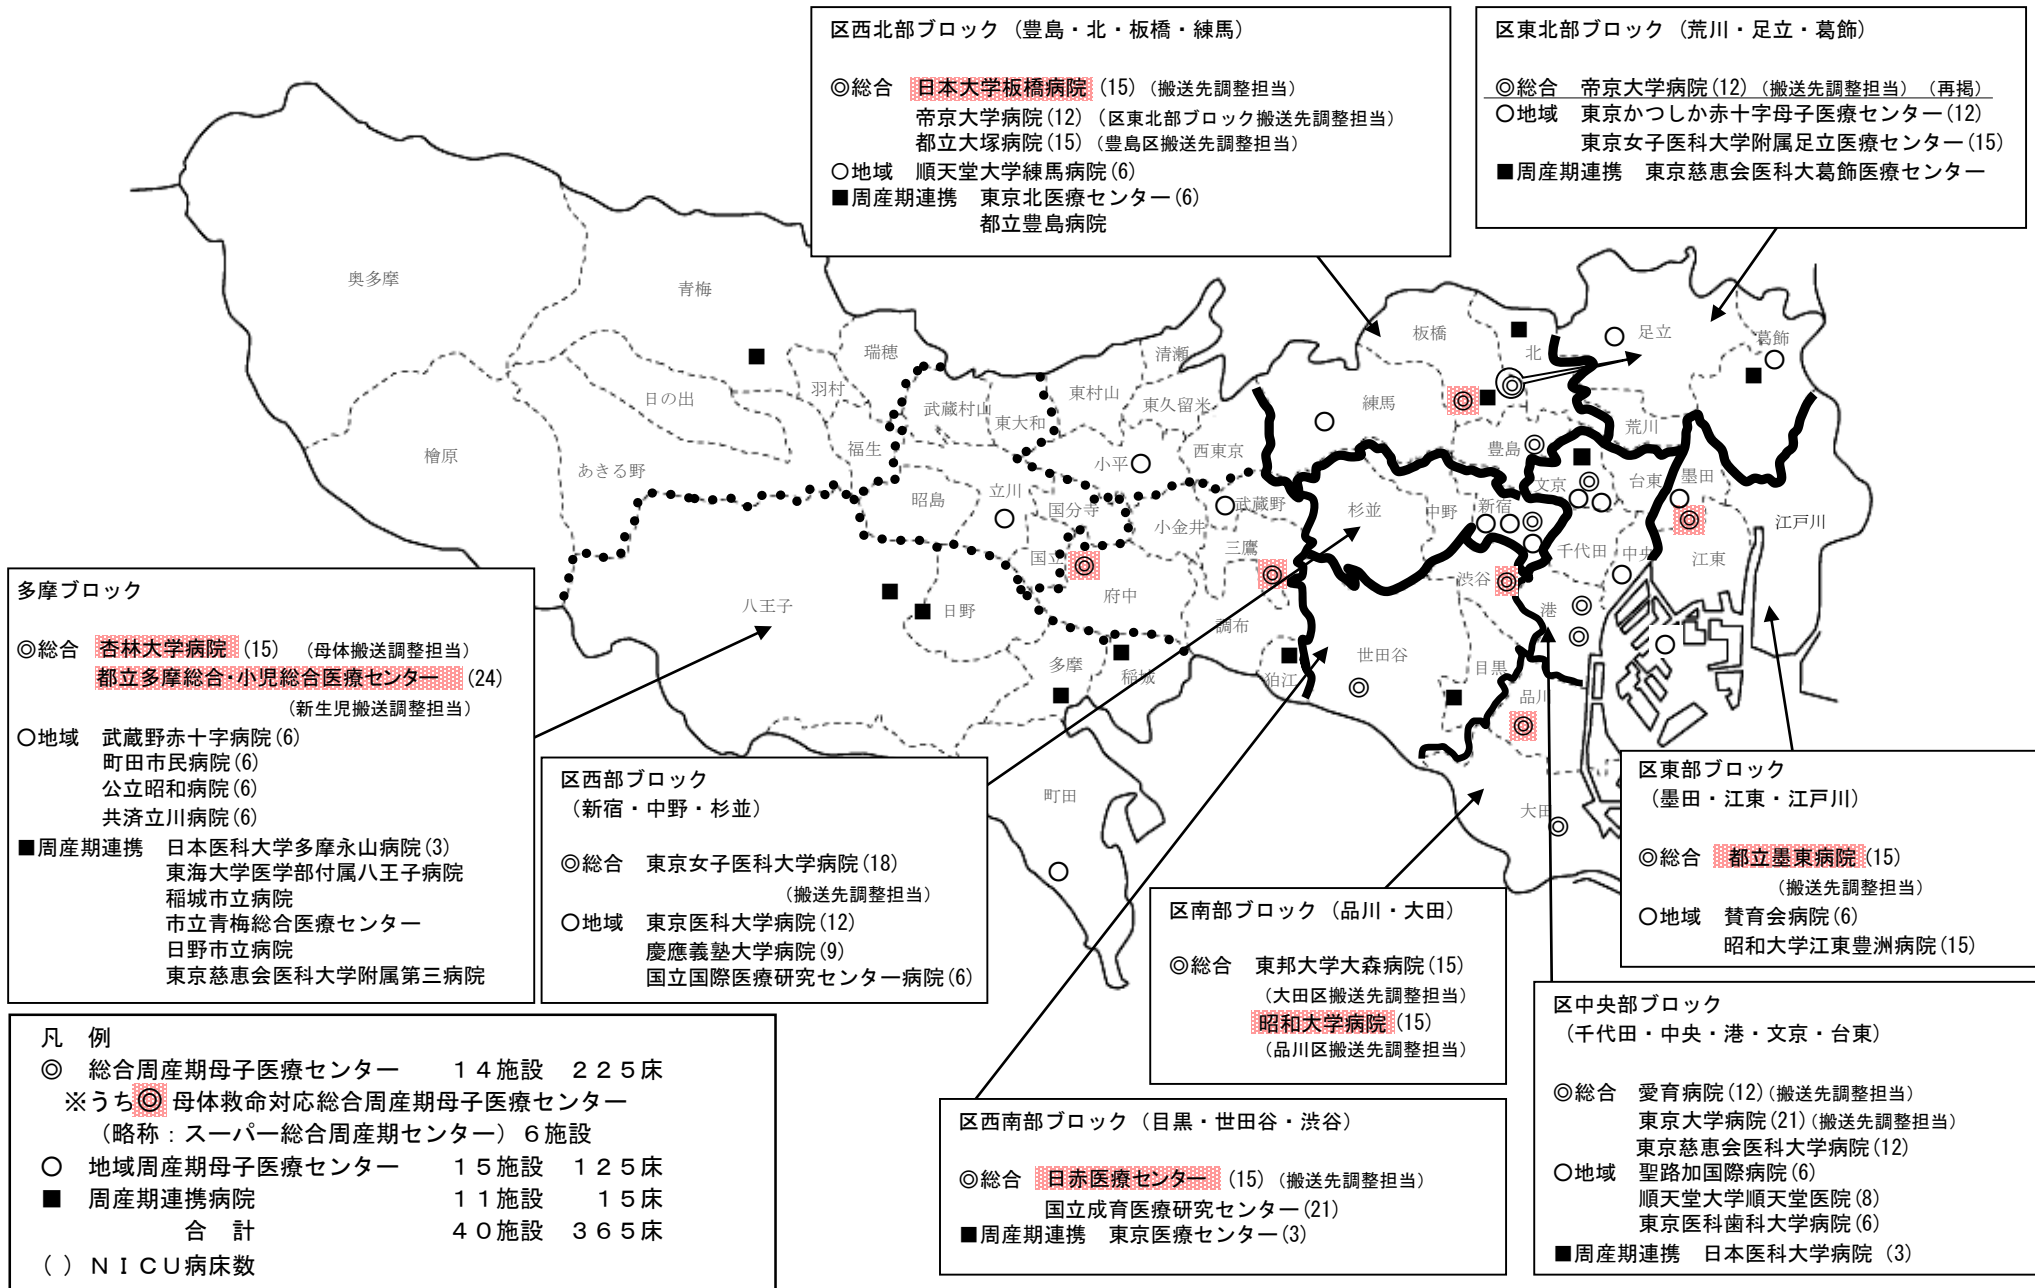 区西北部ブロック（豊島・北・板橋・練馬）
◎総合　日本大学板橋病院(15)（搬送先調整担当）
帝京大学病院(12)（区東北部ブロック搬送先調整担当）
都立大塚病院(15)（豊島区搬送先調整担当）
○地域　順天堂大学練馬病院(6)
■周産期連携　東京北医療センター(6)
都立豊島病院
区東北部ブロック（荒川・足立・葛飾）
◎総合　帝京大学病院(12)（搬送先調整担当）（再掲）
○地域　東京かつしか赤十字母子医療センター(12)
東京女子医科大学附属足立医療センター(15)
■周産期連携　東京慈恵会医科大葛飾医療センター
奥多摩
青梅
瑞穂
羽村
日の出
檜原
あきる野
福生
武蔵村山
東大和
東村山
清瀬
東久留米
西東京
小平
昭島
立川
国分寺
国立
小金井
武蔵野
三鷹
府中
調布
八王子
日野
多摩
稲城
狛江
町田
板橋
北
足立
葛飾
練馬
豊島
荒川
文京
台東
墨田
江戸川
杉並
中野
新宿
千代田
中央
江東
渋谷
港
世田谷
目黒
品川
大田
多摩ブロック
◎総合　杏林大学病院(15)　（母体搬送調整担当）
都立多摩総合・小児総合医療センター(24)
（新生児搬送調整担当）
○地域　武蔵野赤十字病院(6)
町田市民病院(6)
公立昭和病院(6)
共済立川病院(6)
■周産期連携　日本医科大学多摩永山病院(3)
東海大学医学部付属八王子病院
稲城市立病院
市立青梅総合医療センター
日野市立病院
東京慈恵会医科大学附属第三病院
区西部ブロック
（新宿・中野・杉並）
◎総合　東京女子医科大学病院(18)
（搬送先調整担当）
○地域　東京医科大学病院(12)
慶應義塾大学病院(9)
国立国際医療研究センター病院(6)
区南部ブロック（品川・大田）
◎総合　東邦大学大森病院(15)
（大田区搬送先調整担当）
昭和大学病院(15)
（品川区搬送先調整担当）
区東部ブロック
（墨田・江東・江戸川）
◎総合　都立墨東病院(15)
（搬送先調整担当）
○地域　賛育会病院(6)
昭和大学江東豊洲病院(15)
区西南部ブロック（目黒・世田谷・渋谷）
◎総合　日赤医療センター(15)（搬送先調整担当）
国立成育医療研究センター(21)
■周産期連携　東京医療センター(3)
区中央部ブロック
（千代田・中央・港・文京・台東）
◎総合　愛育病院(12)(搬送先調整担当）
東京大学病院(21)(搬送先調整担当）
東京慈恵会医科大学病院(12)
○地域　聖路加国際病院(6)
順天堂大学順天堂医院(8)
東京医科歯科大学病院(6)
■周産期連携　日本医科大学病院 (3)
凡　例
◎　総合周産期母子医療センター　１４施設　２２５床
※うち◎ 母体救命対応総合周産期母子医療センター
（略称：スーパー総合周産期センター）６施設
○　地域周産期母子医療センター　１５施設　１２５床
■　周産期連携病院　１１施設　１５床
合　計　４０施設　３６５床
( ) ＮＩＣＵ病床数